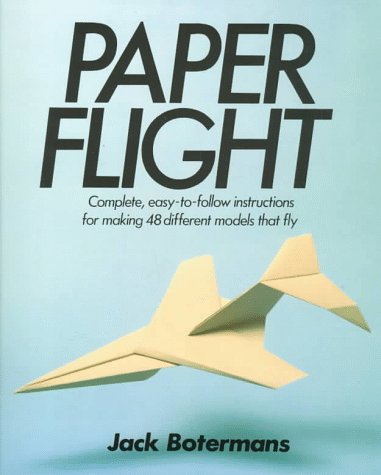 PAPER
FLIGHT
Complete, easy-to-follow instructions
for making 48 different models that fly
Jack Botermans